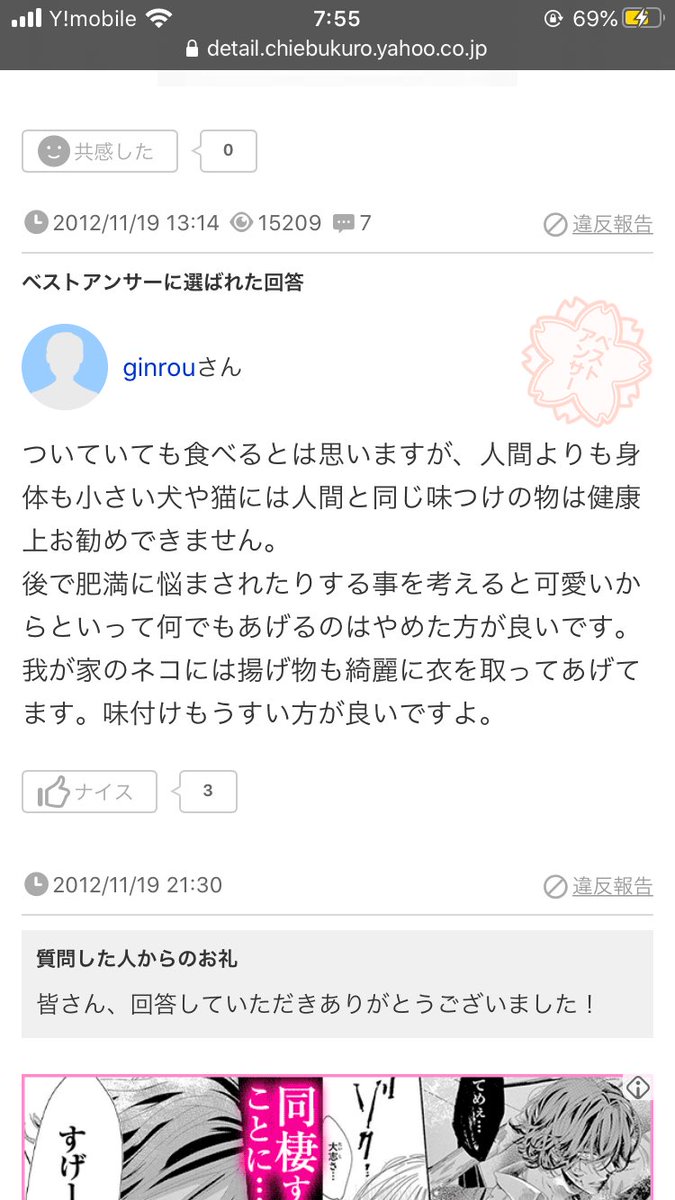 Y!mobile 7:55 69%
detail.chiebukuro.yahoo.co.jp
共感した 0
2012/11/19 13:14 15209 7 違反報告
ベストアンサーに選ばれた回答
ginrouさん
ベスト
アンサー
ついていても食べるとは思いますが、人間よりも身
体も小さい犬や猫には人間と同じ味つけの物は健康
上お勧めできません。
後で肥満に悩まされたりする事を考えると可愛いか
らといって何でもあげるのはやめた方が良いです。
我が家のネコには揚げ物も綺麗に衣を取ってあげて
ます。味付けもうすい方が良いですよ。
ナイス 3
2012/11/19 21:30 違反報告
質問した人からのお礼
皆さん、回答していただきありがとうございました！
てめぇ…
大志さ…
同棲す
ことに…
すげー